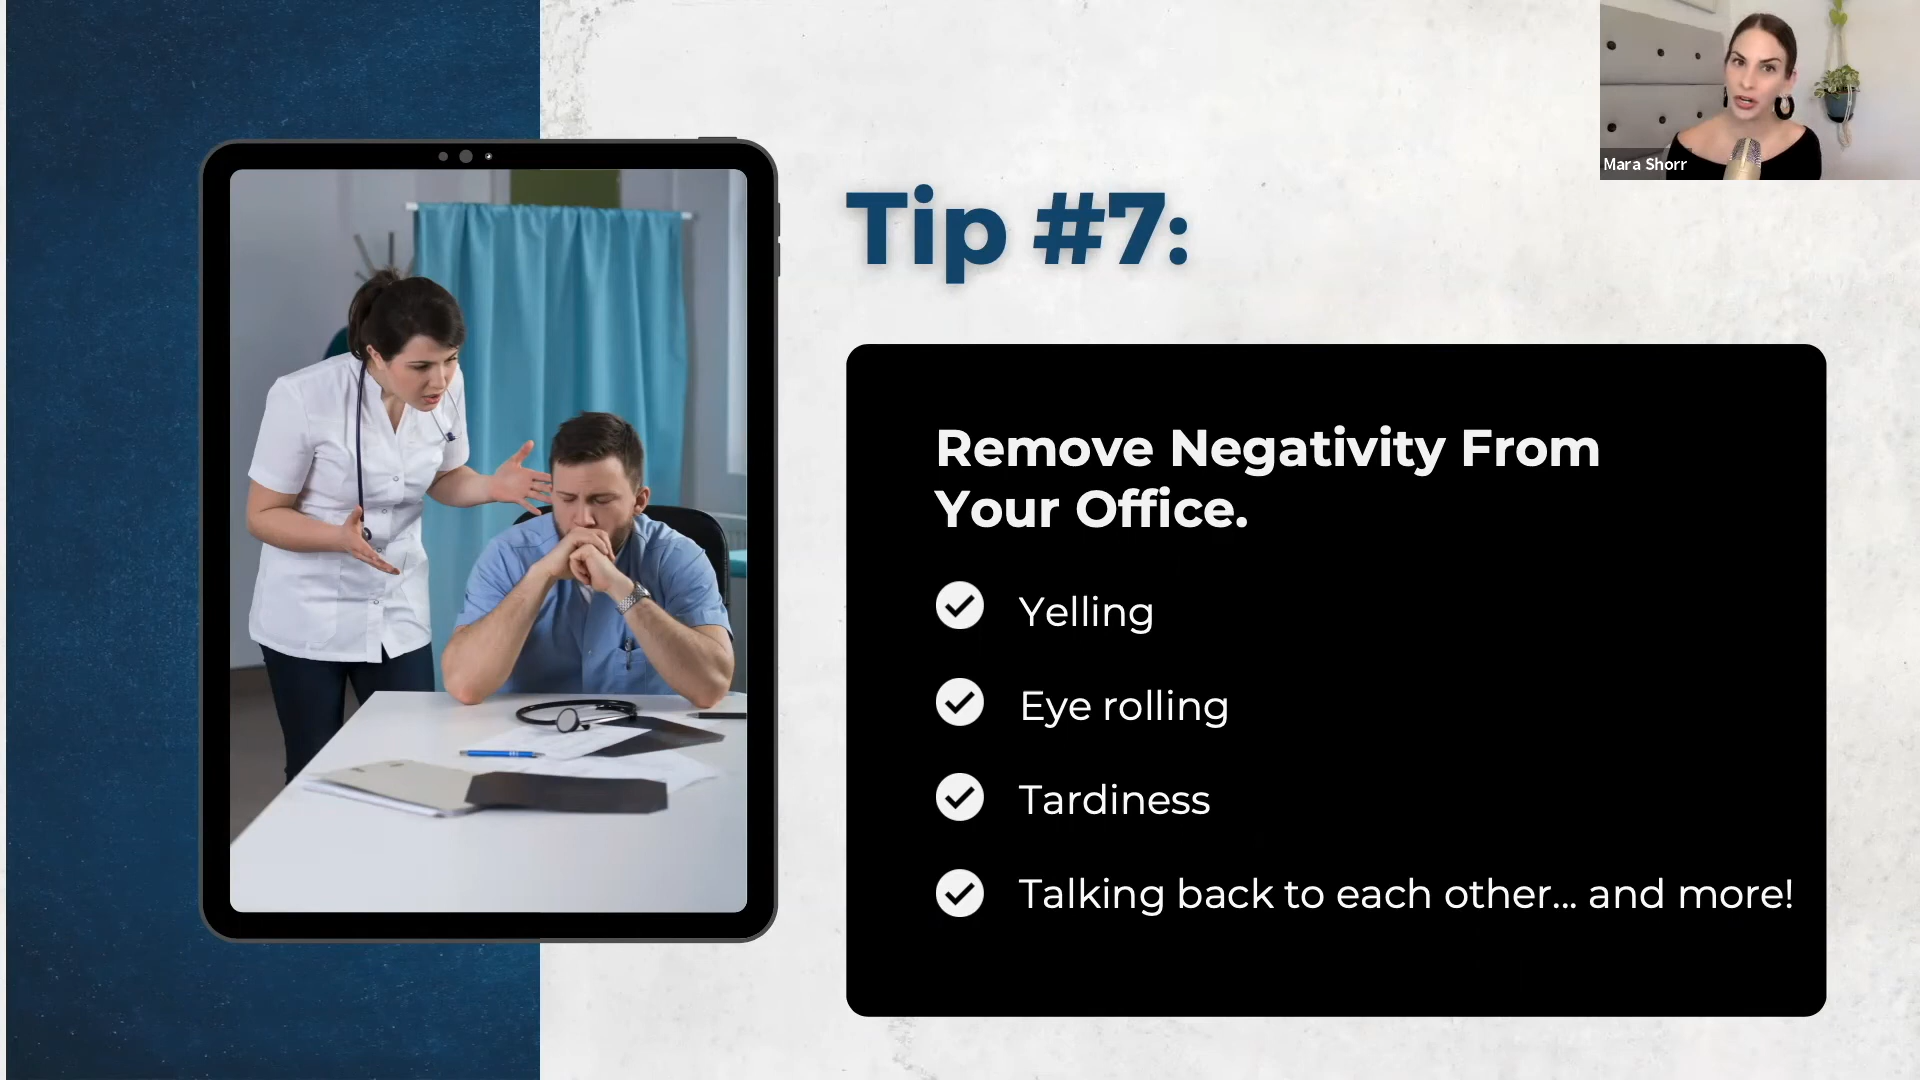 Mara Shorr
Tip #7:
Remove Negativity From
Your Office.
Yelling
Eye rolling
Tardiness
Talking back to each other... and more!